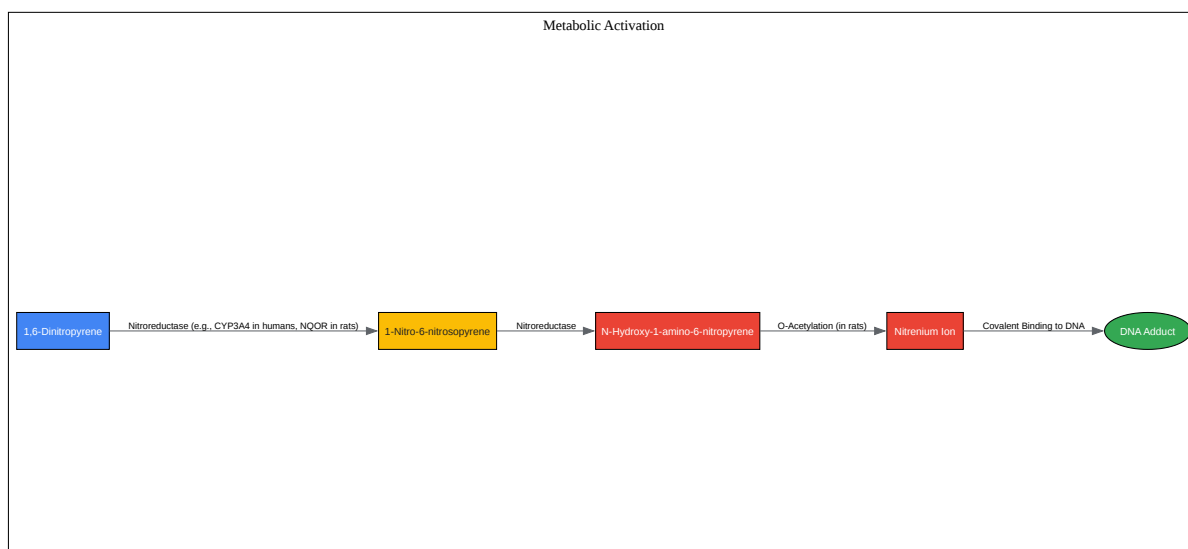 Metabolic Activation
1,6-Dinitropyrene
Nitroreductase (e.g., CYP3A4 in humans, NQOR in rats)
1-Nitro-6-nitrosopyrene
Nitroreductase
N-Hydroxy-1-amino-6-nitropyrene
O-Acetylation (in rats)
Nitrenium Ion
Covalent Binding to DNA
DNA Adduct